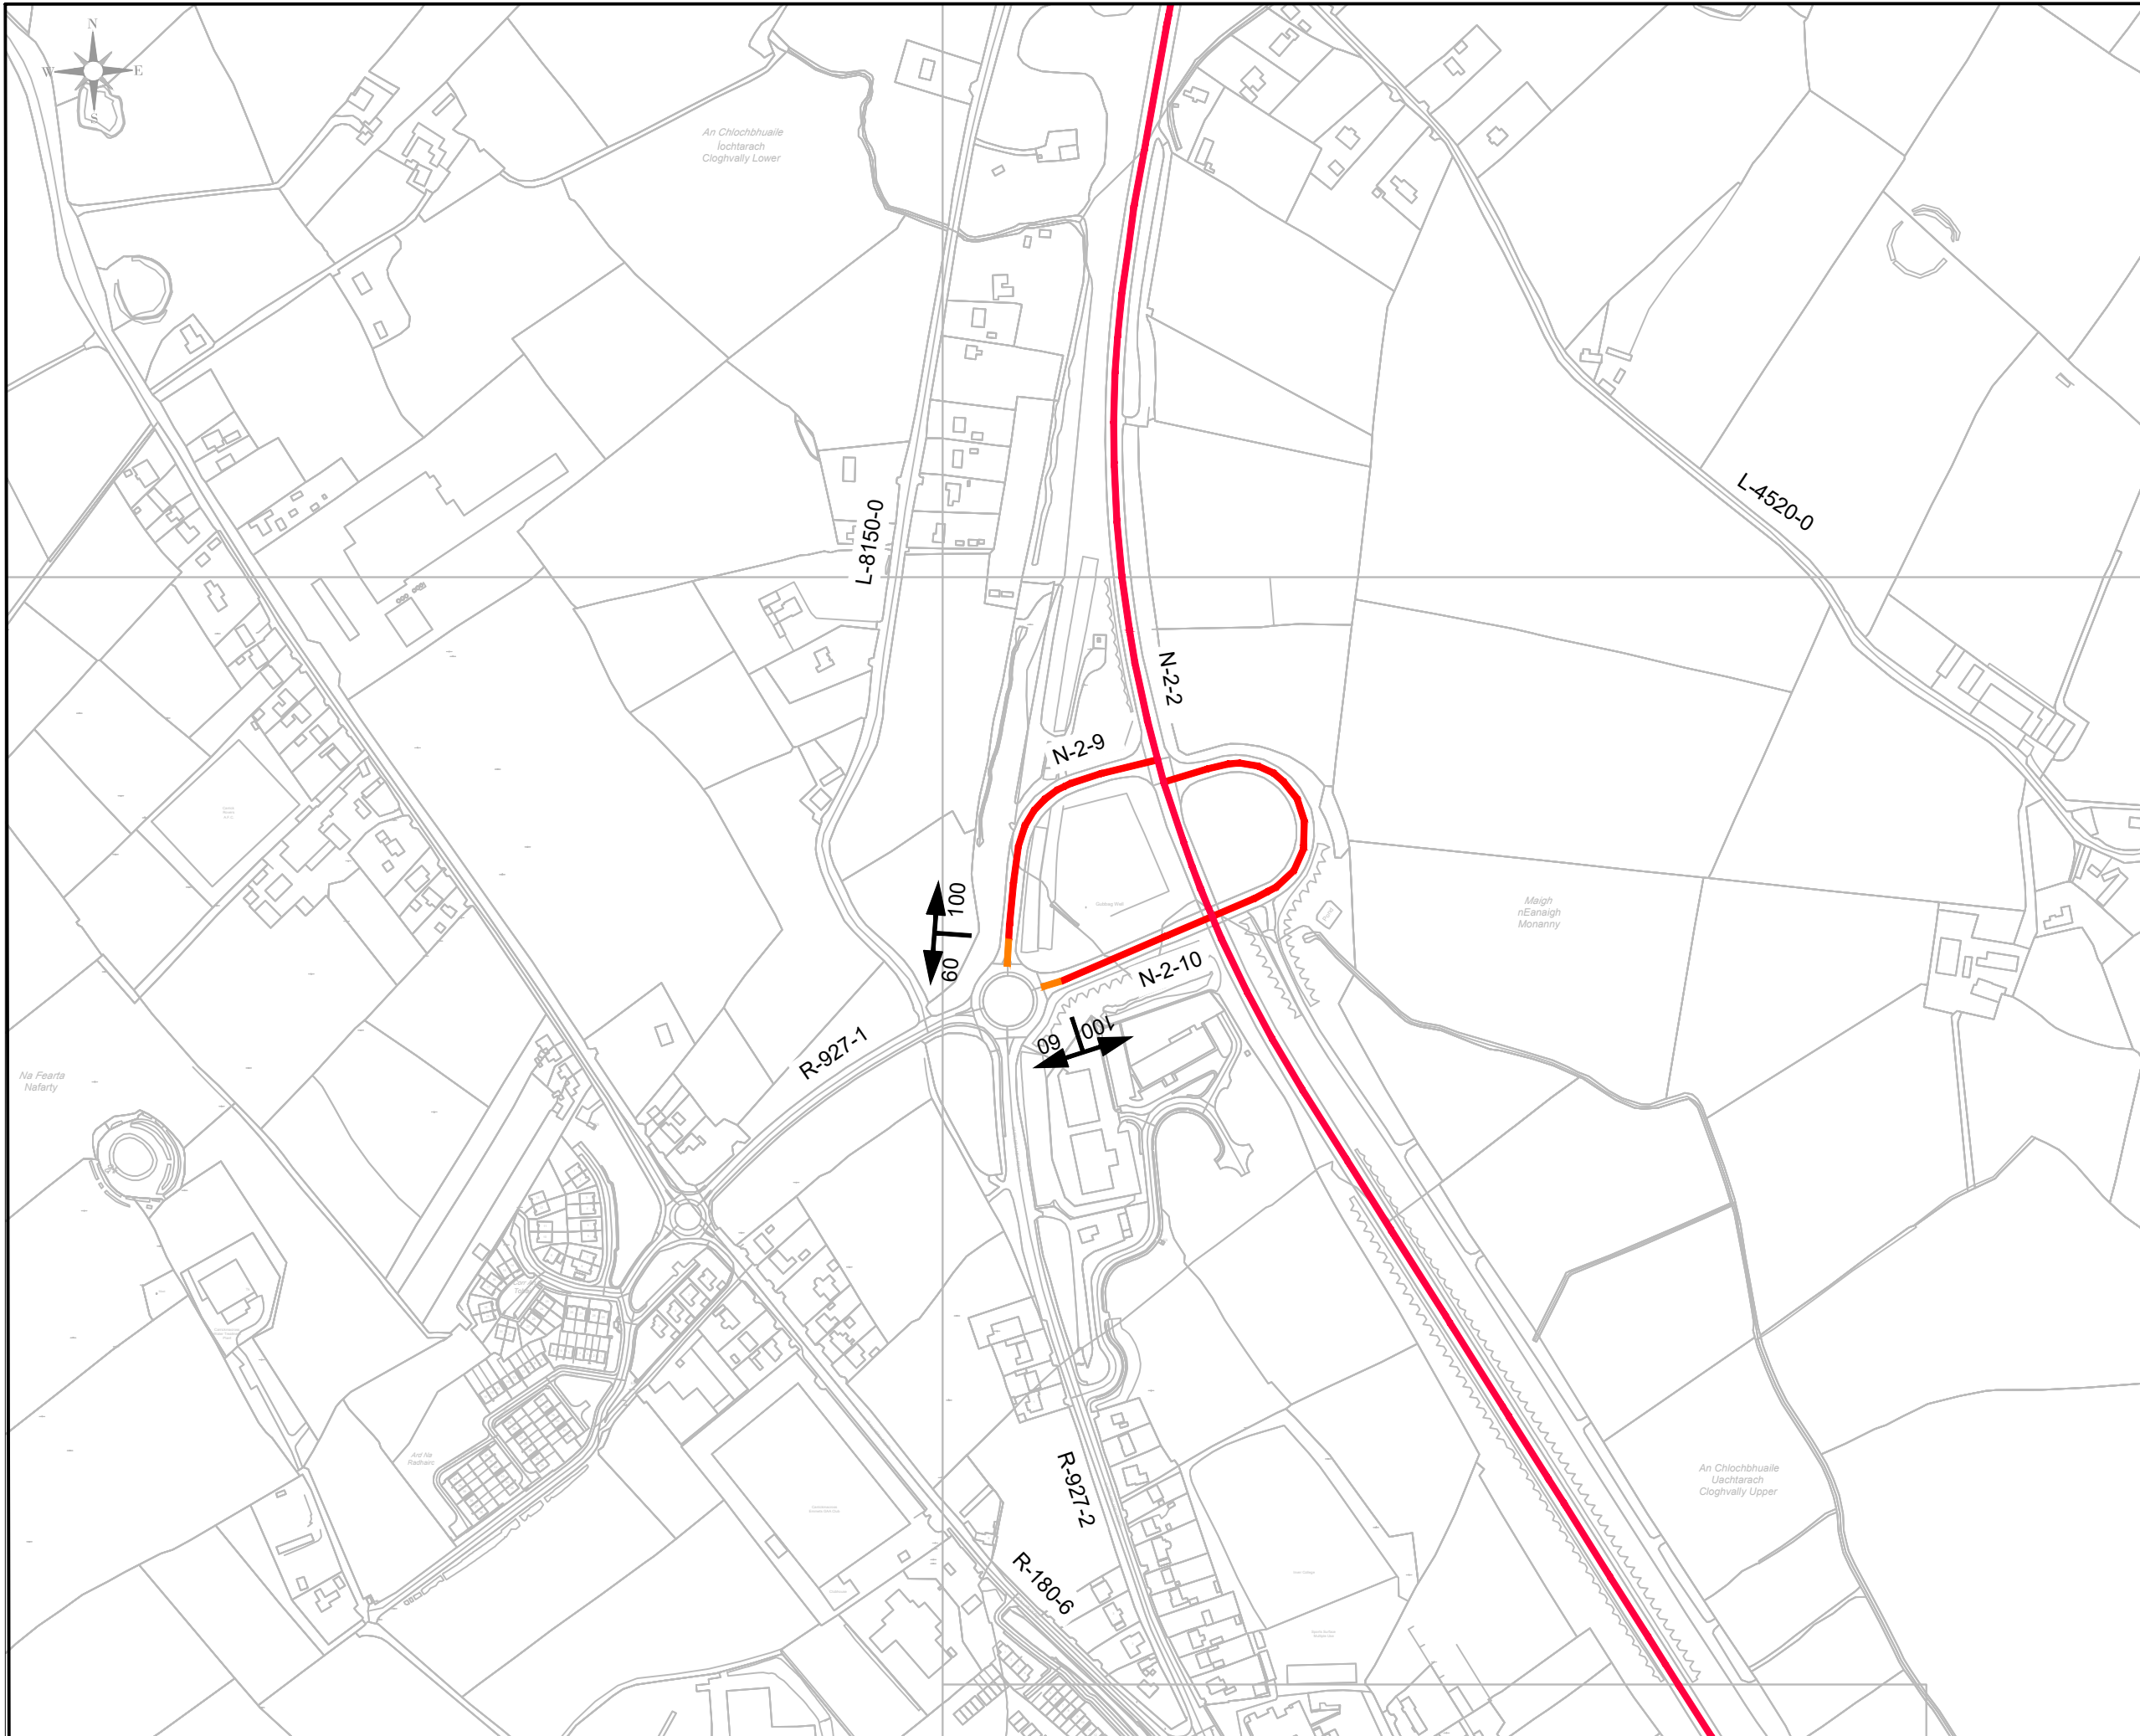 N
W
E
S
An Chlochbhuaile
Íochtarach
Cloghvally Lower
L-8150-0
L-4520-0
N-2-2
N-2-9
100
60
Maigh
nEanaigh
Monanny
Pond
N-2-10
60
100
R-927-1
Na Fearta
Nafarty
Ard Na
Radhairc
R-927-2
An Chlochbhuaile
Uachtarach
Cloghvally Upper
R-180-6